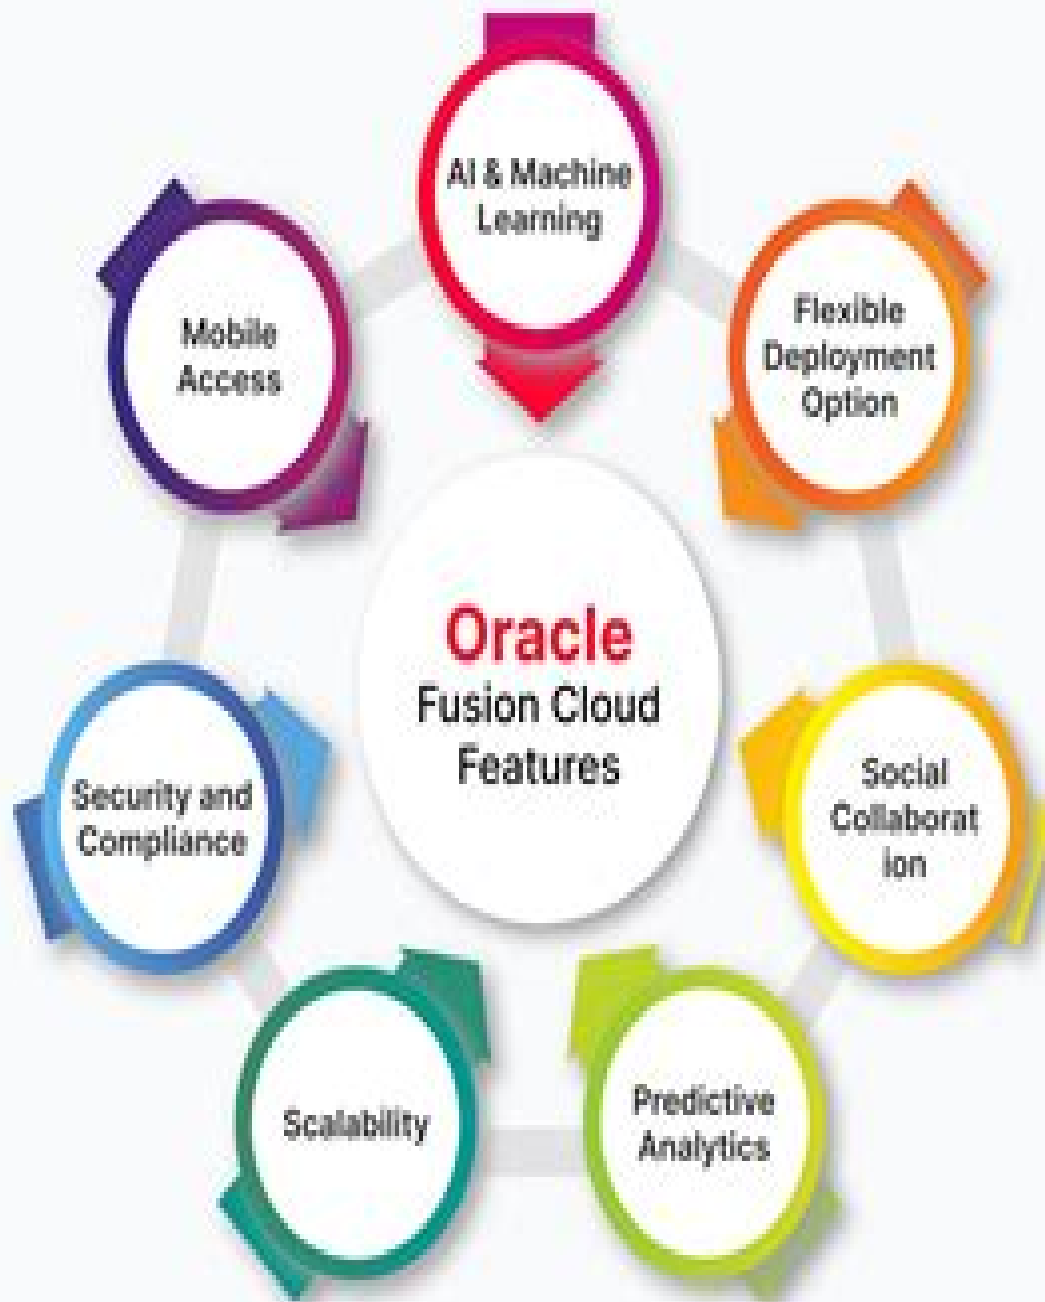 AI & Machine
Learning
Flexible
Deployment
Option
Mobile
Access
Oracle
Fusion Cloud
Features
Social
Collaborat
ion
Security and
Compliance
Predictive
Analytics
Scalability